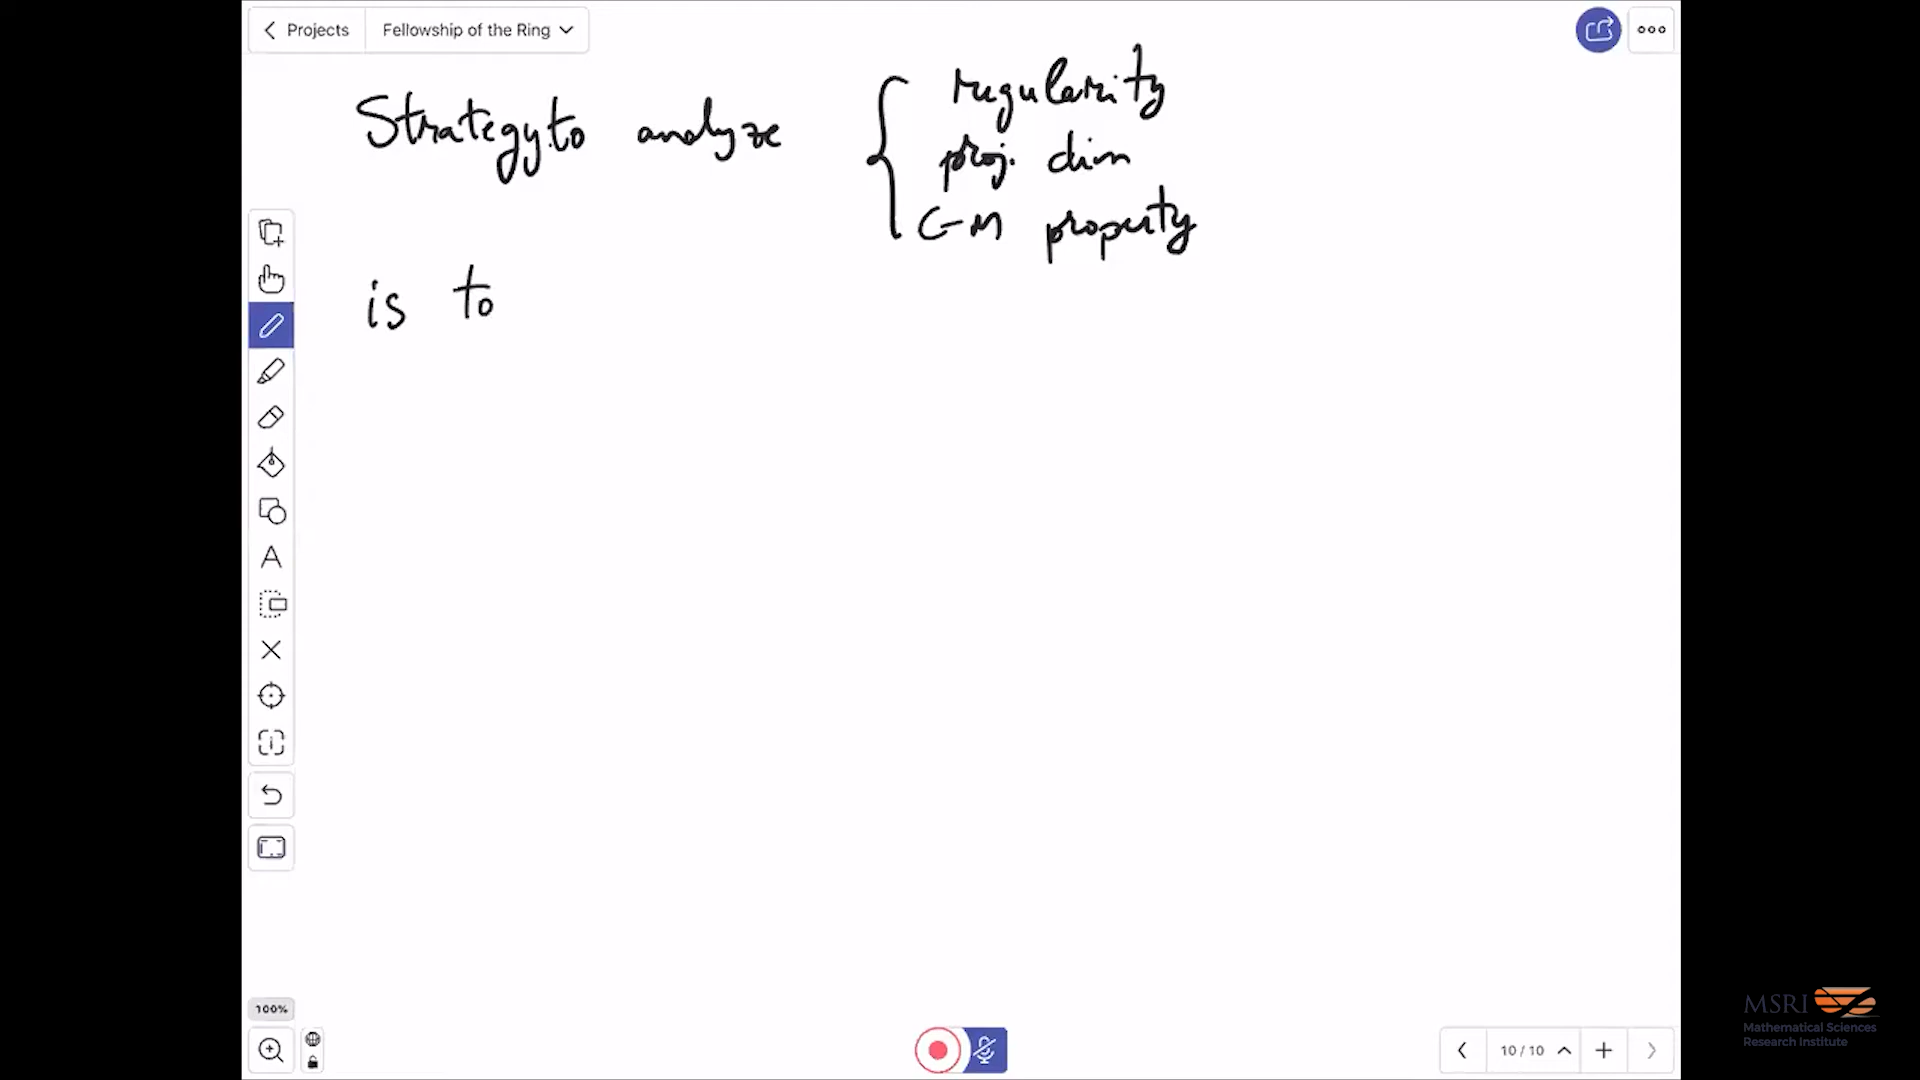 Projects
Fellowship of the Ring
Strategy to analyze
regularity
proj. dim
C-M property
is to
A
100%
10/10
MSRI
Mathematical Sciences
Research Institute